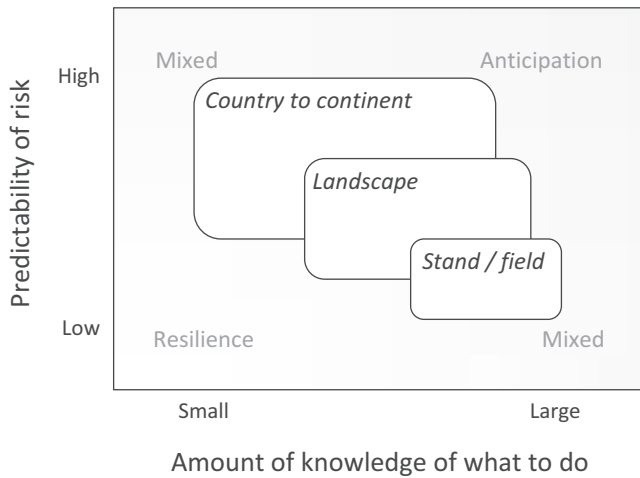 Mixed
Anticipation
High
Country to continent
Landscape
Stand / field
Low
Resilience
Mixed
Small
Large
Predictability of risk
Amount of knowledge of what to do